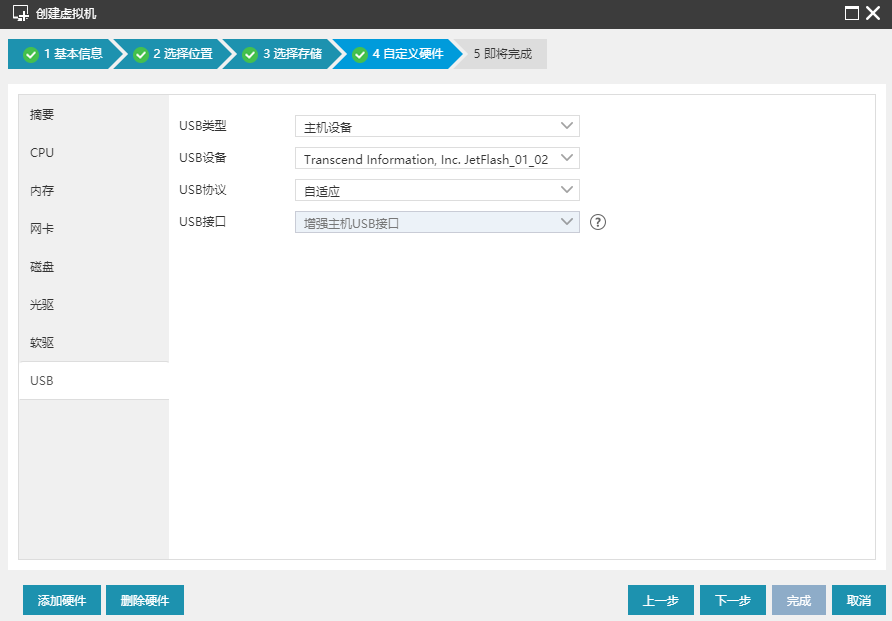 创建虚拟机
1 基本信息 2 选择位置 3 选择存储 4 自定义硬件 5 即将完成
摘要
CPU
内存
网卡
磁盘
光驱
软驱
USB
USB类型 主机设备
USB设备 Transcend Information, Inc. JetFlash_01_02
USB协议 自适应
USB接口 增强主机USB接口 ?
添加硬件 删除硬件 上一步 下一步 完成 取消